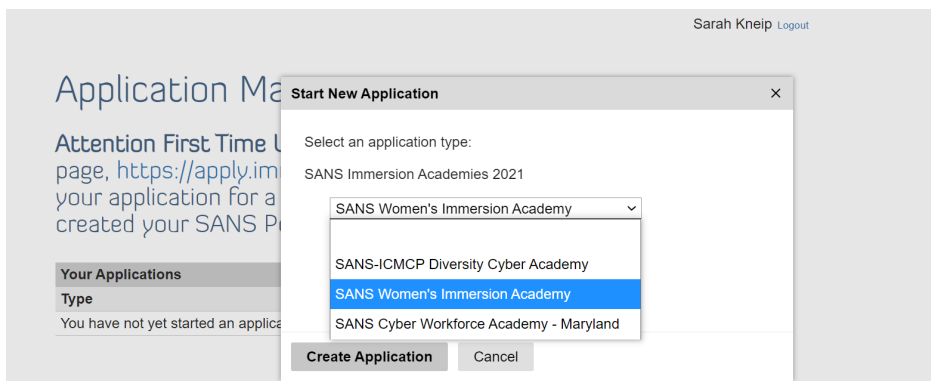 Sarah Kneip Logout
Application Ma
Start New Application ×
Attention First Time
page, https://apply.im
your application for a
created your SANS P
Select an application type:
SANS Immersion Academies 2021
SANS Women's Immersion Academy
SANS-ICMCP Diversity Cyber Academy
SANS Women's Immersion Academy
SANS Cyber Workforce Academy - Maryland
Your Applications
Type
You have not yet started an applica
Create Application Cancel